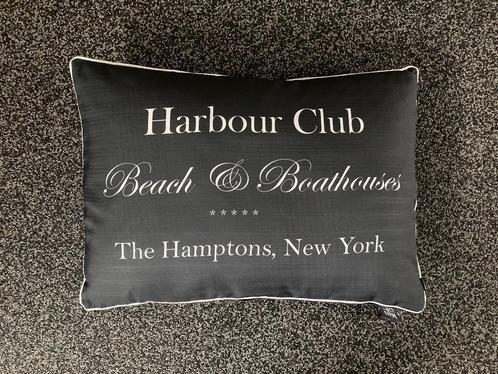 Harbour Club
Beach & Boathouses
*****
The Hamptons, New York